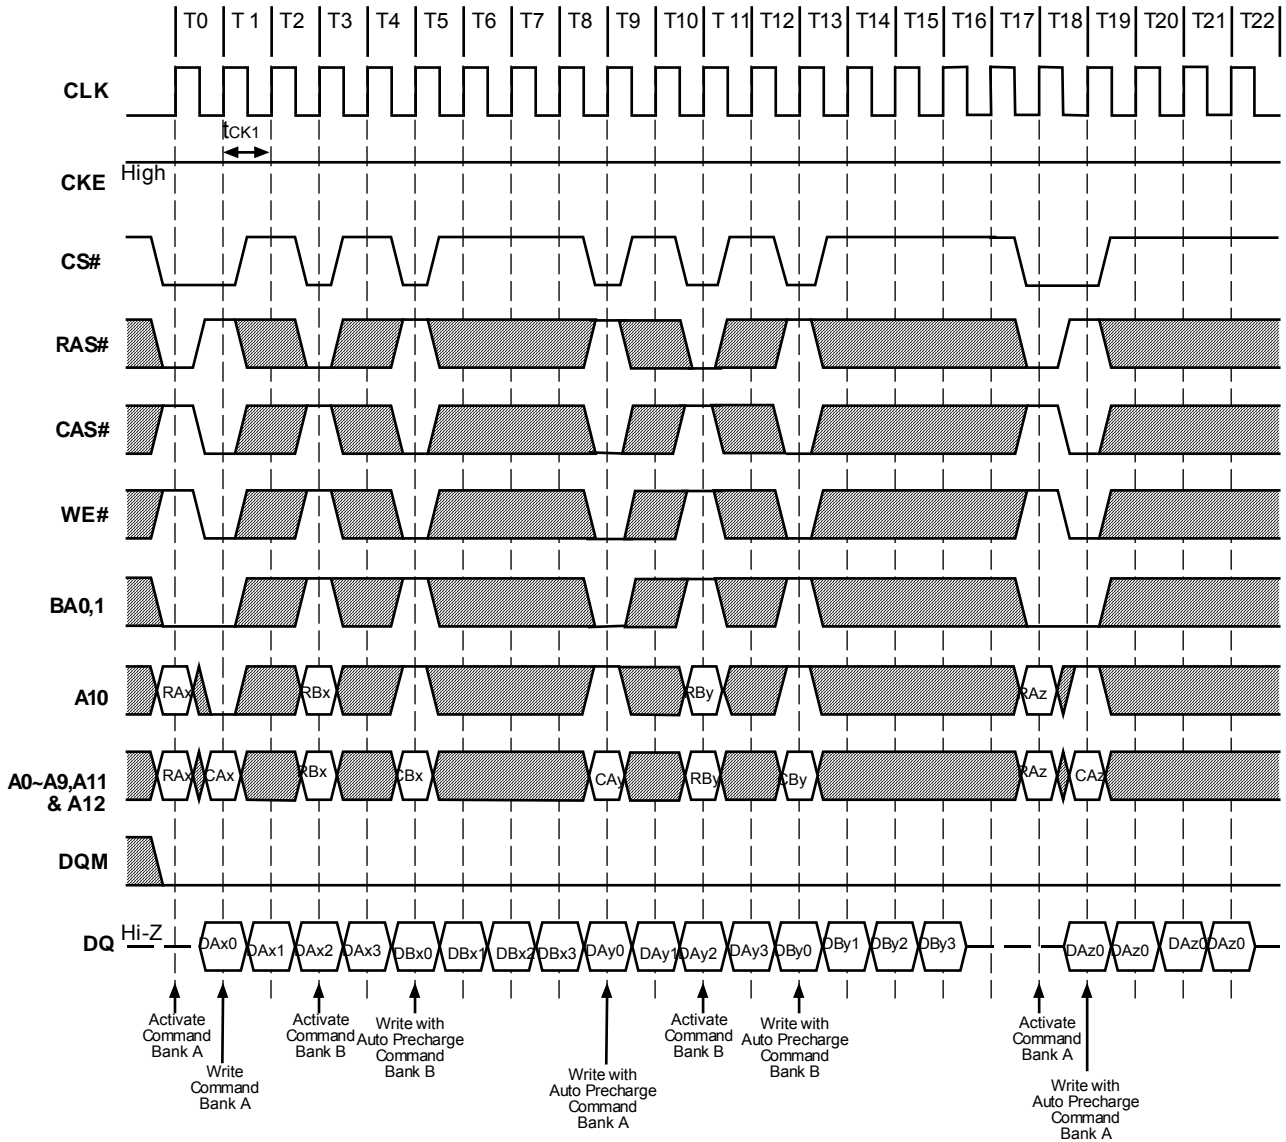 T0 T 1 T2 T3 T4 T5 T6 T7 T8 T9 T10 T 11 T12 T13 T14 T15 T16 T17 T18 T19 T20 T21 T22
CLK
tCK1
High
CKE
CS#
RAS#
CAS#
WE#
BA0,1
A10 RAx RBx RBy RAz
A0~A9,A11
& A12
RAx CAx RBx CBx CAy RBy CBy RAz CAz
DQM
DQ Hi-Z DAx0 DAx1 DAx2 DAx3 DBx0 DBx1 DBx2 DBx3 DAy0 DAy1 DAy2 DAy3 DBy0 DBy1 DBy2 DBy3 DAz0 DAz0 DAz0 DAz0
Activate
Command
Bank A
Write
Command
Bank A
Activate
Command
Bank B
Write with
Auto Precharge
Command
Bank B
Write with
Auto Precharge
Command
Bank A
Activate
Command
Bank B
Write with
Auto Precharge
Command
Bank B
Activate
Command
Bank A
Write with
Auto Precharge
Command
Bank A